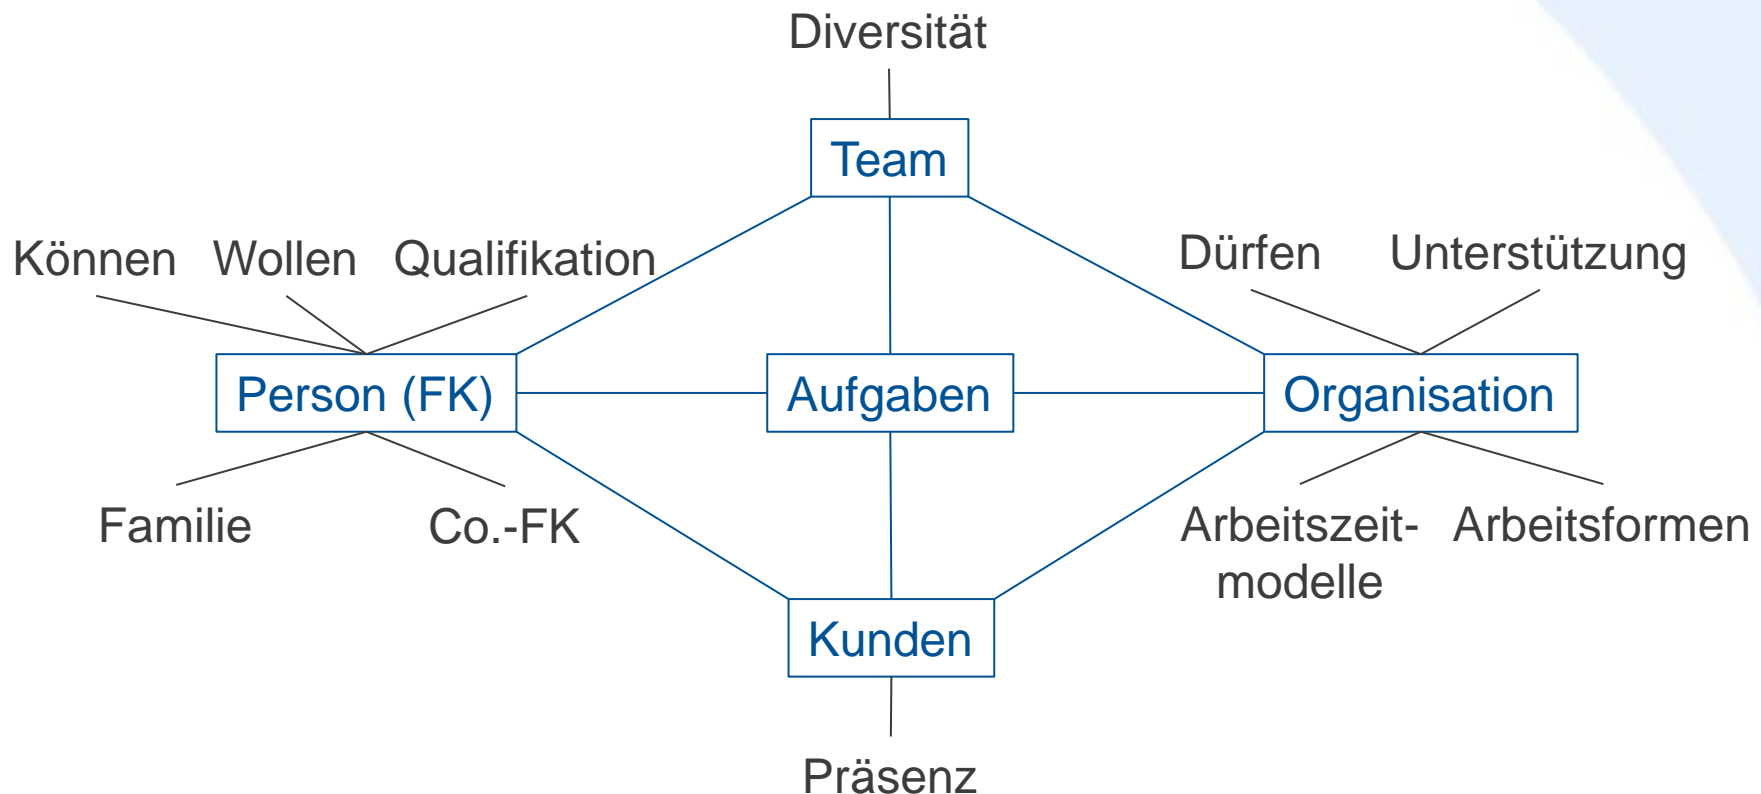 Diversität
Team
Können Wollen Qualifikation
Dürfen Unterstützung
Person (FK)
Aufgaben
Organisation
Familie
Co.-FK
Arbeitszeit-
modelle
Arbeitsformen
Kunden
Präsenz